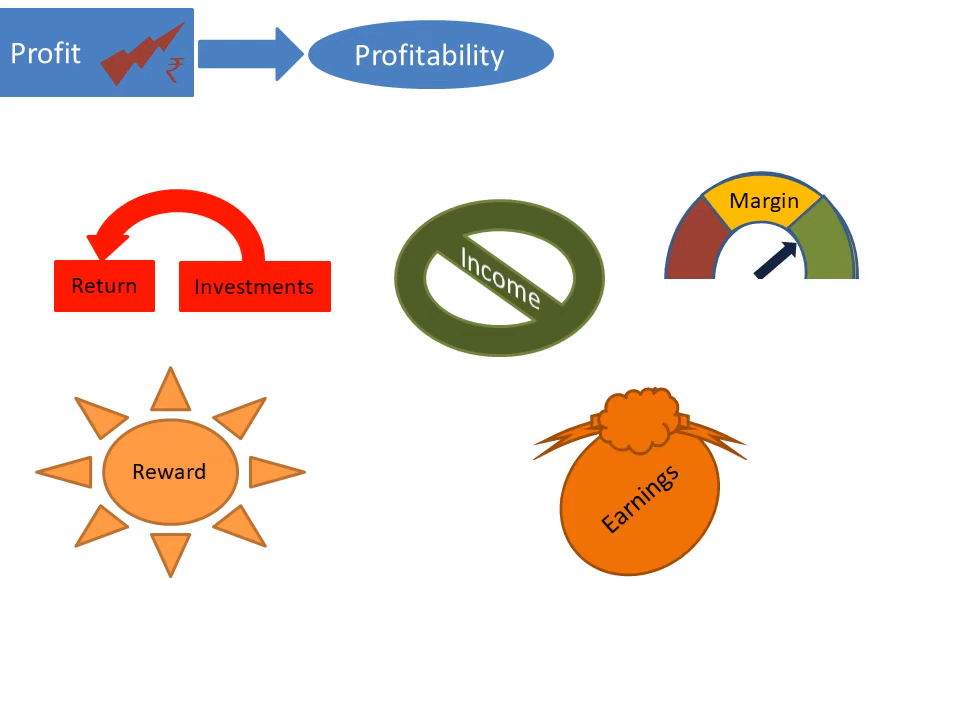 Profit
₹
Profitability
Margin
Return
Investments
Income
Reward
Earnings